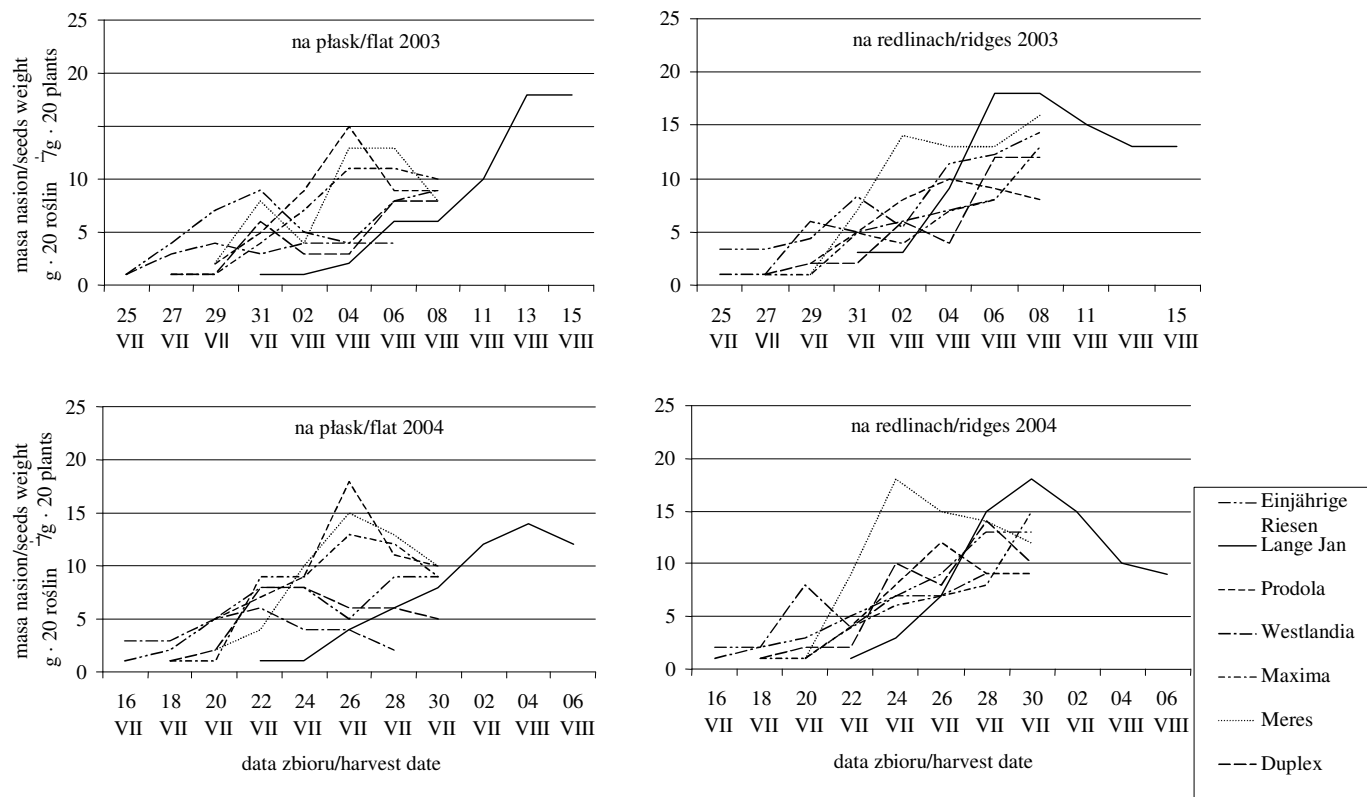 na płask/flat 2003
masa nasion/seeds weight
g · 20 roślin ⁻¹/g · 20 plants
25
20
15
10
5
0
25 27 29 31 02 04 06 08 11 13 15
VII VII VII VII VIII VIII VIII VIII VIII VIII VIII
na redlinach/ridges 2003
25
20
15
10
5
0
25 27 29 31 02 04 06 08 11 15
VII VII VII VII VIII VIII VIII VIII VIII VIII
na płask/flat 2004
masa nasion/seeds weight
g · 20 roślin ⁻¹/g · 20 plants
25
20
15
10
5
0
16 18 20 22 24 26 28 30 02 04 06
VII VII VII VII VII VII VII VII VII VIII VIII
data zbioru/harvest date
na redlinach/ridges 2004
25
20
15
10
5
0
16 18 20 22 24 26 28 30 02 04 06
VII VII VII VII VII VII VII VII VII VIII VIII
data zbioru/harvest date
Einjährige
Riesen
Lange Jan
Prodola
Westlandia
Maxima
Meres
Duplex